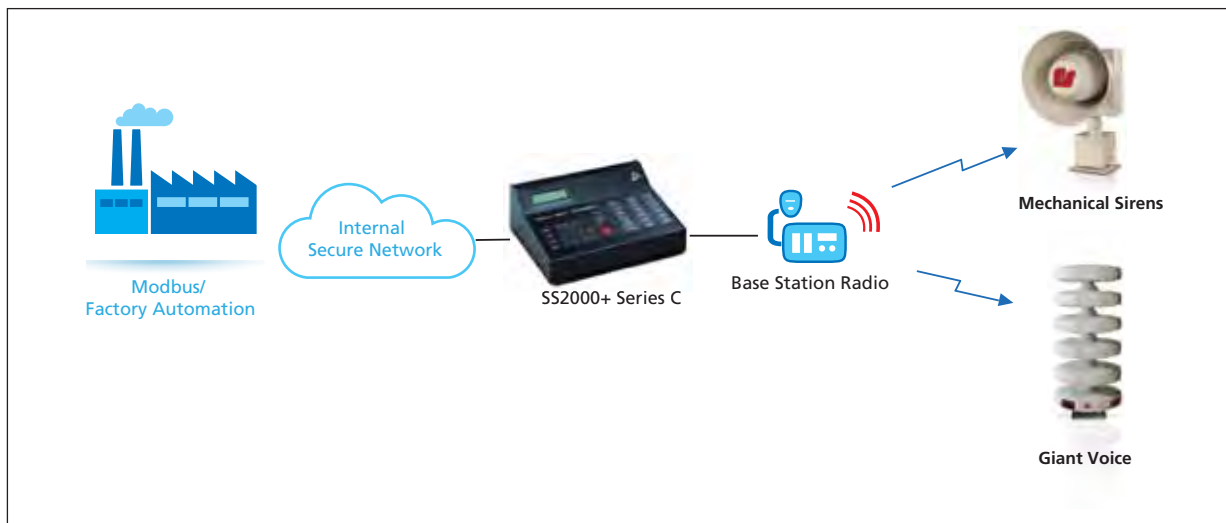 Modbus/
Factory Automation
Internal
Secure Network
SS2000+ Series C
Base Station Radio
Mechanical Sirens
Giant Voice